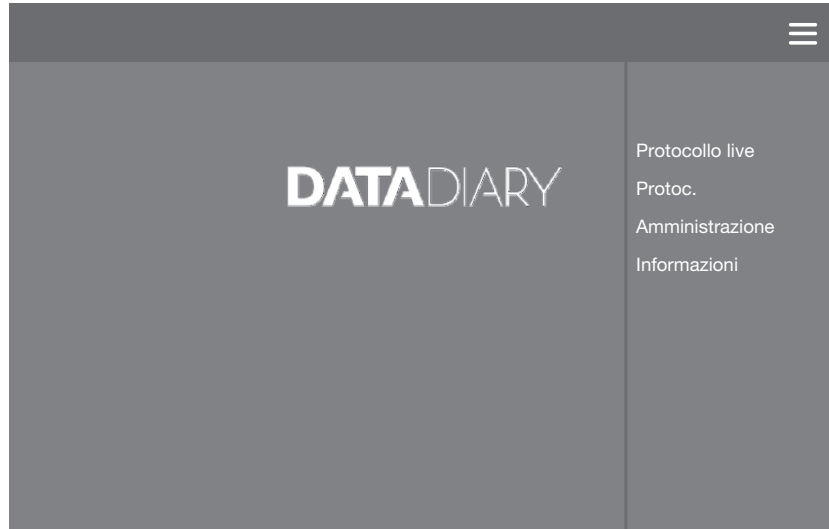 DATADIARY
Protocollo live
Protoc.
Amministrazione
Informazioni